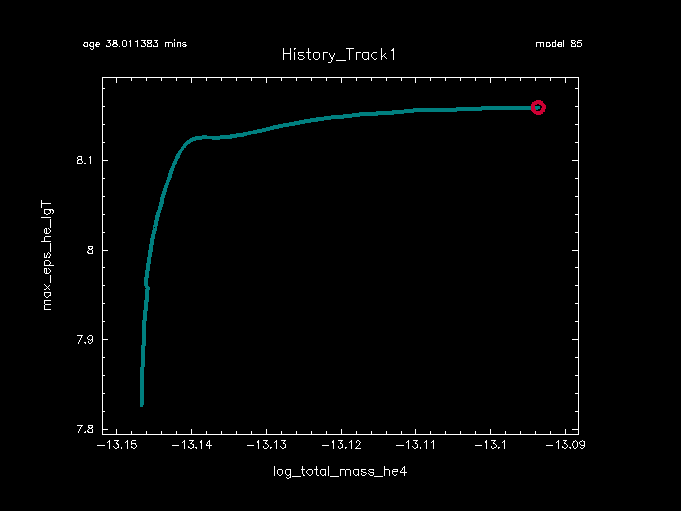 age 38.011383 mins
model 85
History_Track1
max_eps_he_lgT
8.1
8
7.9
7.8
-13.15 -13.14 -13.13 -13.12 -13.11 -13.1 -13.09
log_total_mass_he4